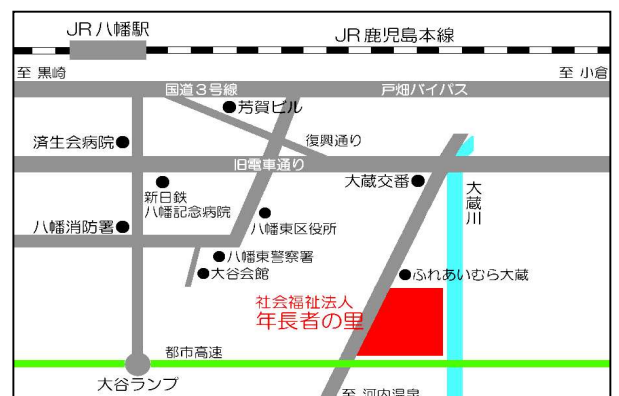 JR八幡駅
JR鹿児島本線
至 黒崎
至 小倉
国道3号線
戸畑バイパス
芳賀ビル
済生会病院
復興通り
旧電車通り
大蔵交番
大蔵川
新日鉄
八幡記念病院
八幡消防署
八幡東区役所
八幡東警察署
大谷会館
ふれあいむら大蔵
社会福祉法人
年長者の里
都市高速
大谷ランプ
至 河内温泉